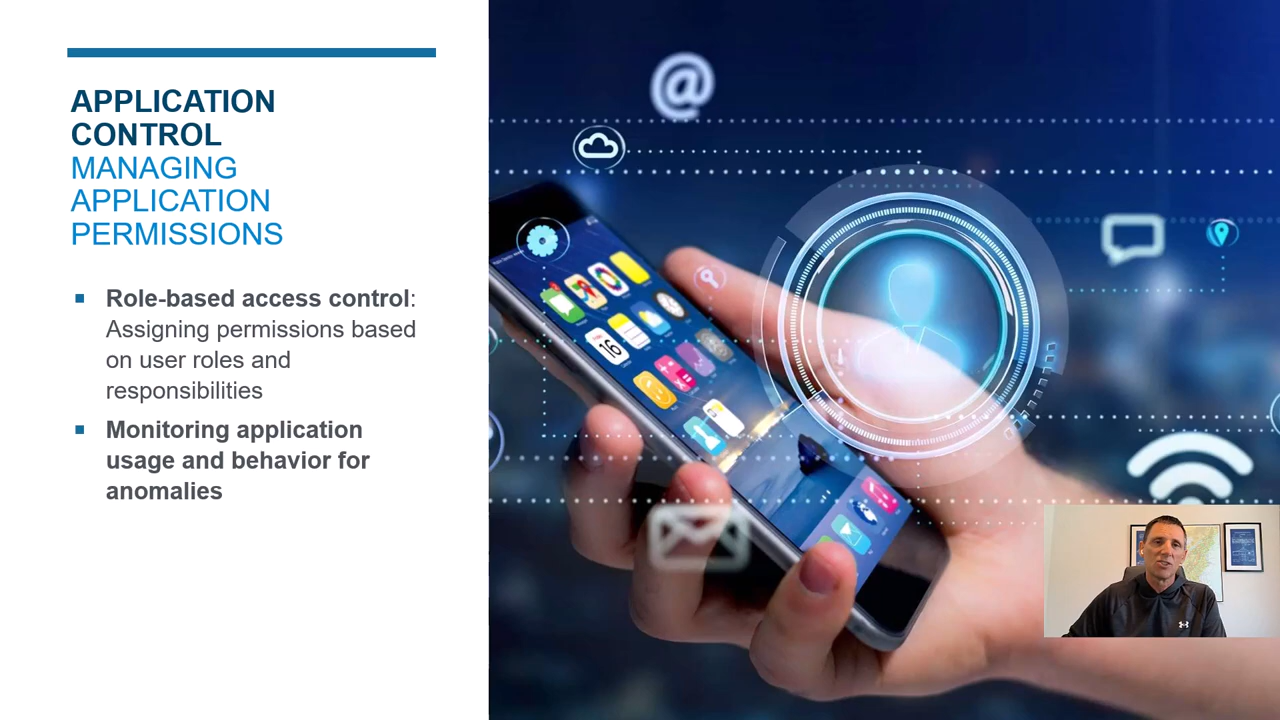 APPLICATION
CONTROL
MANAGING
APPLICATION
PERMISSIONS
Role-based access control:
Assigning permissions based
on user roles and
responsibilities
Monitoring application
usage and behavior for
anomalies
@
16